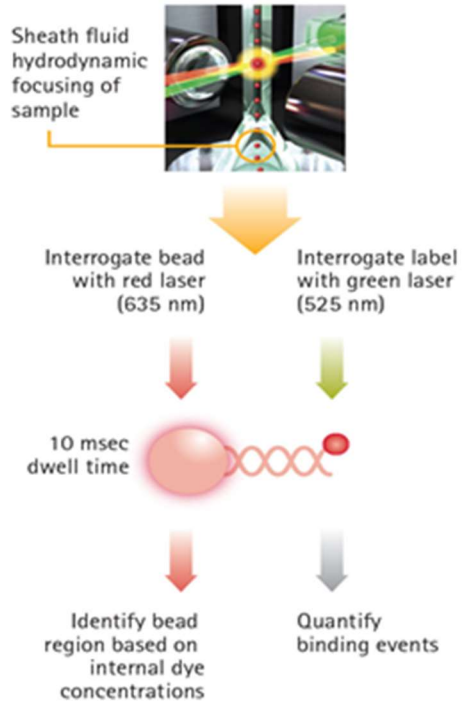 Sheath fluid
hydrodynamic
focusing of
sample
Interrogate bead
with red laser
(635 nm)
Interrogate label
with green laser
(525 nm)
10 msec
dwell time
Identify bead
region based on
internal dye
concentrations
Quantify
binding events